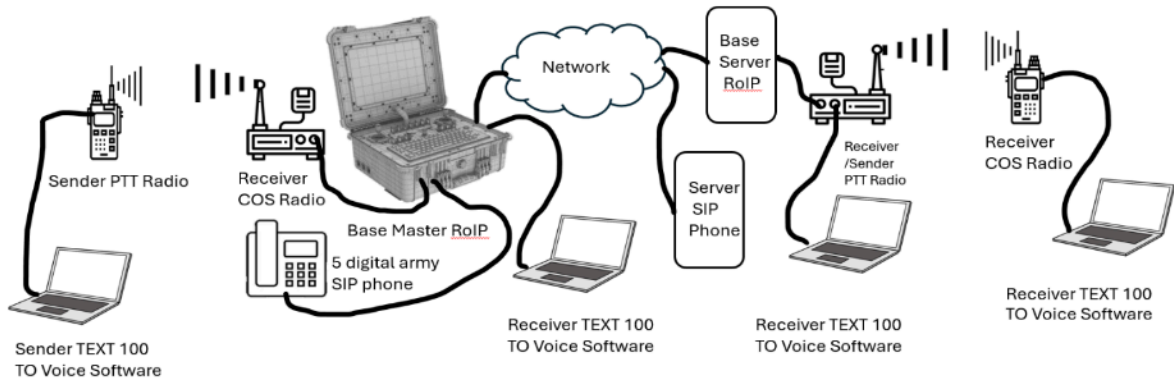 Sender PTT Radio
Sender TEXT 100
TO Voice Software
Receiver
COS Radio
Base Master RoIP
5 digital army
SIP phone
Network
Receiver TEXT 100
TO Voice Software
Base
Server
RoIP
Server
SIP
Phone
Receiver
/Sender
PTT Radio
Receiver TEXT 100
TO Voice Software
Receiver
COS Radio
Receiver TEXT 100
TO Voice Software